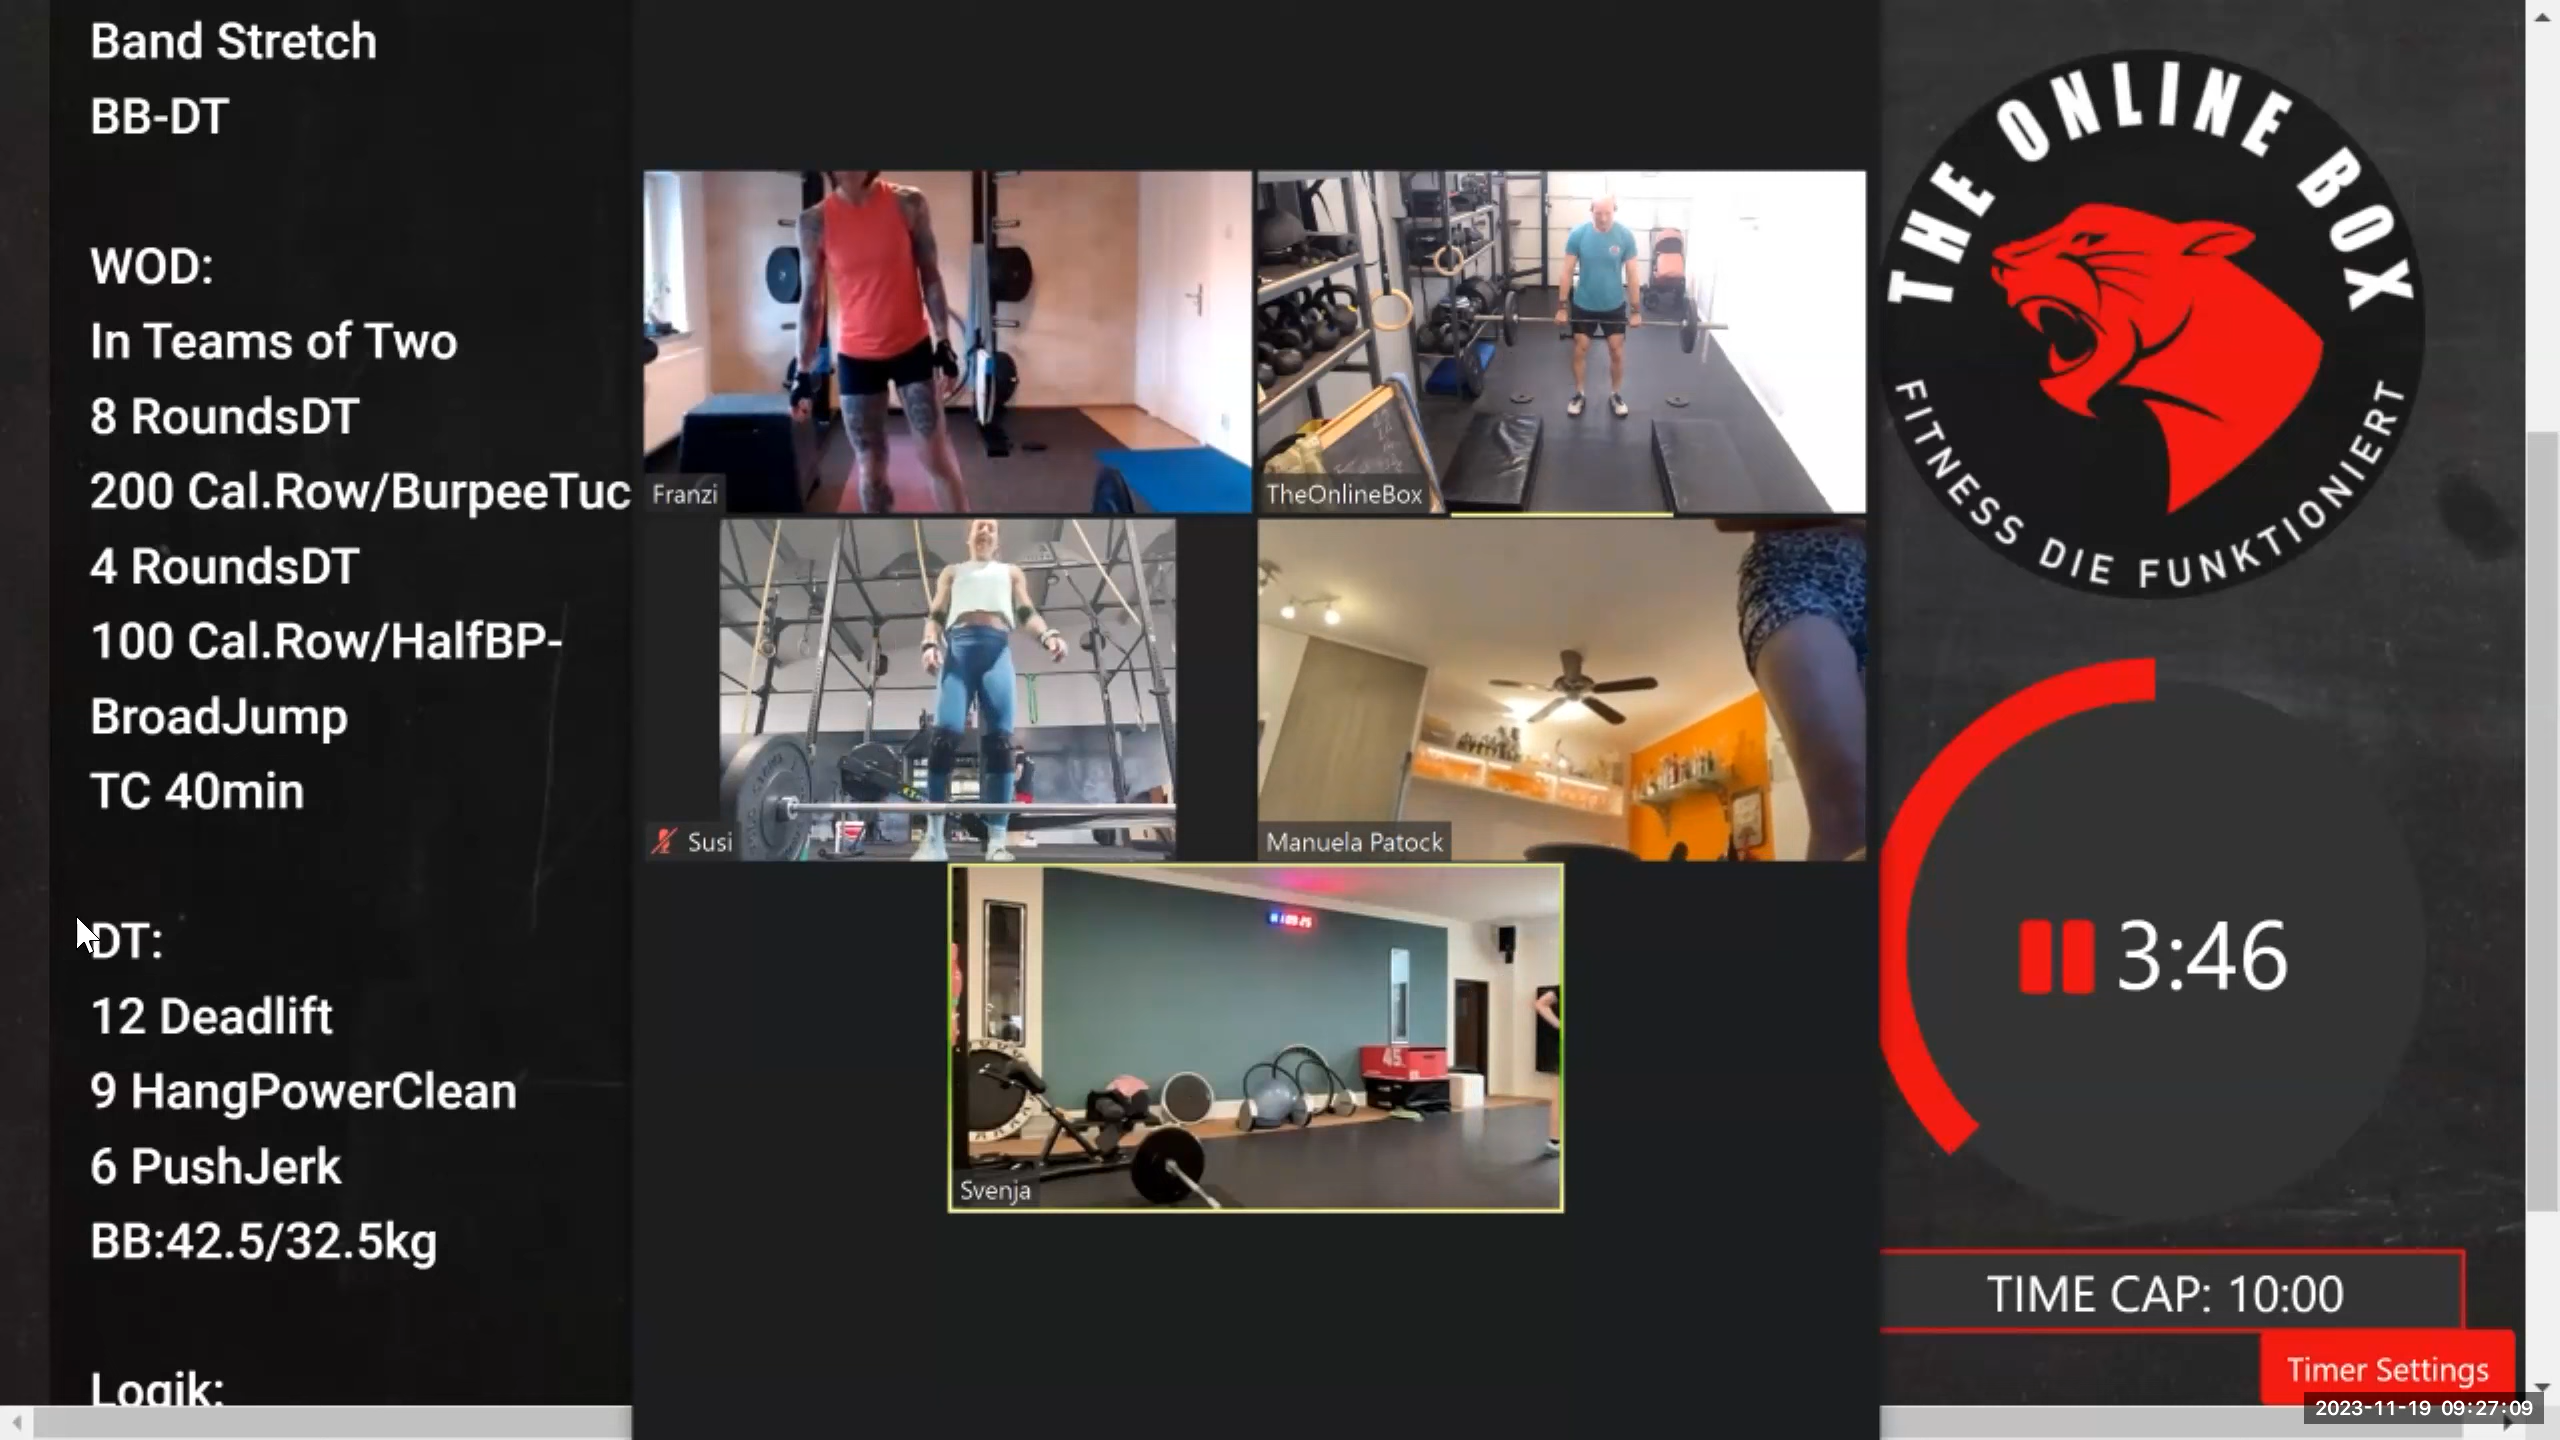 Band Stretch
BB-DT
WOD:
In Teams of Two
8 RoundsDT
200 Cal.Row/BurpeeTuc
4 RoundsDT
100 Cal.Row/HalfBP-
BroadJump
TC 40min
DT:
12 Deadlift
9 HangPowerClean
6 PushJerk
BB:42.5/32.5kg
Logik:
Franzi
TheOnlineBox
Susi
Manuela Patock
45
Svenja
THE ONLINE BOX
FITNESS DIE FUNKTIONIERT
3:46
TIME CAP: 10:00
Timer Settings
2023-11-19 09:27:09